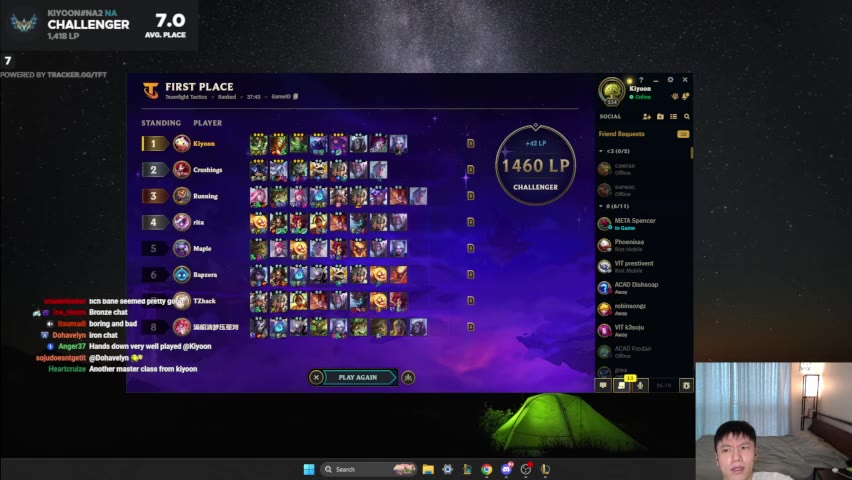 KIYOON#NA2 NA
CHALLENGER
1,418 LP
7.0
AVG. PLACE
7
POWERED BY TRACKER.GG/TFT
FIRST PLACE
Teamfight Tactics • Ranked • 37:43 • GameID
STANDING PLAYER
1 Kiyoon
2 Crushings
3 Running
4 rita
5 Maple
6 Bapzera
TZhack
8
+42 LP
1460 LP
CHALLENGER
PLAY AGAIN
Kiyoon
Online
SOCIAL
Friend Requests
<3 (0/2)
Offline
Offline
0 (6/11)
META Spencer
In Game
Phoenixaa
Riot Mobile
VIT prestivent
Riot Mobile
ACAD Dishsoap
Away
robinsongz
Away
VIT k3soju
Away
ACAD Frodan
Offline
Bronze chat
itsumadi boring and bad
Dohavelyn iron chat
Anger37 Hands down very well played @Kiyoon
sojudoesntgetit @Dohavelyn
Heartcruize Another master class from kiyoon
Search